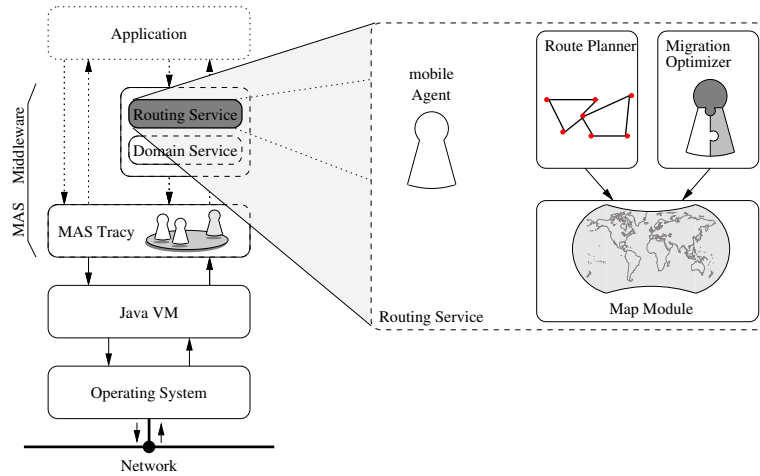 Application
Routing Service
Domain Service
MAS Middleware
MAS Tracy
Java VM
Operating System
Network
mobile
Agent
Route Planner
Migration
Optimizer
Map Module
Routing Service